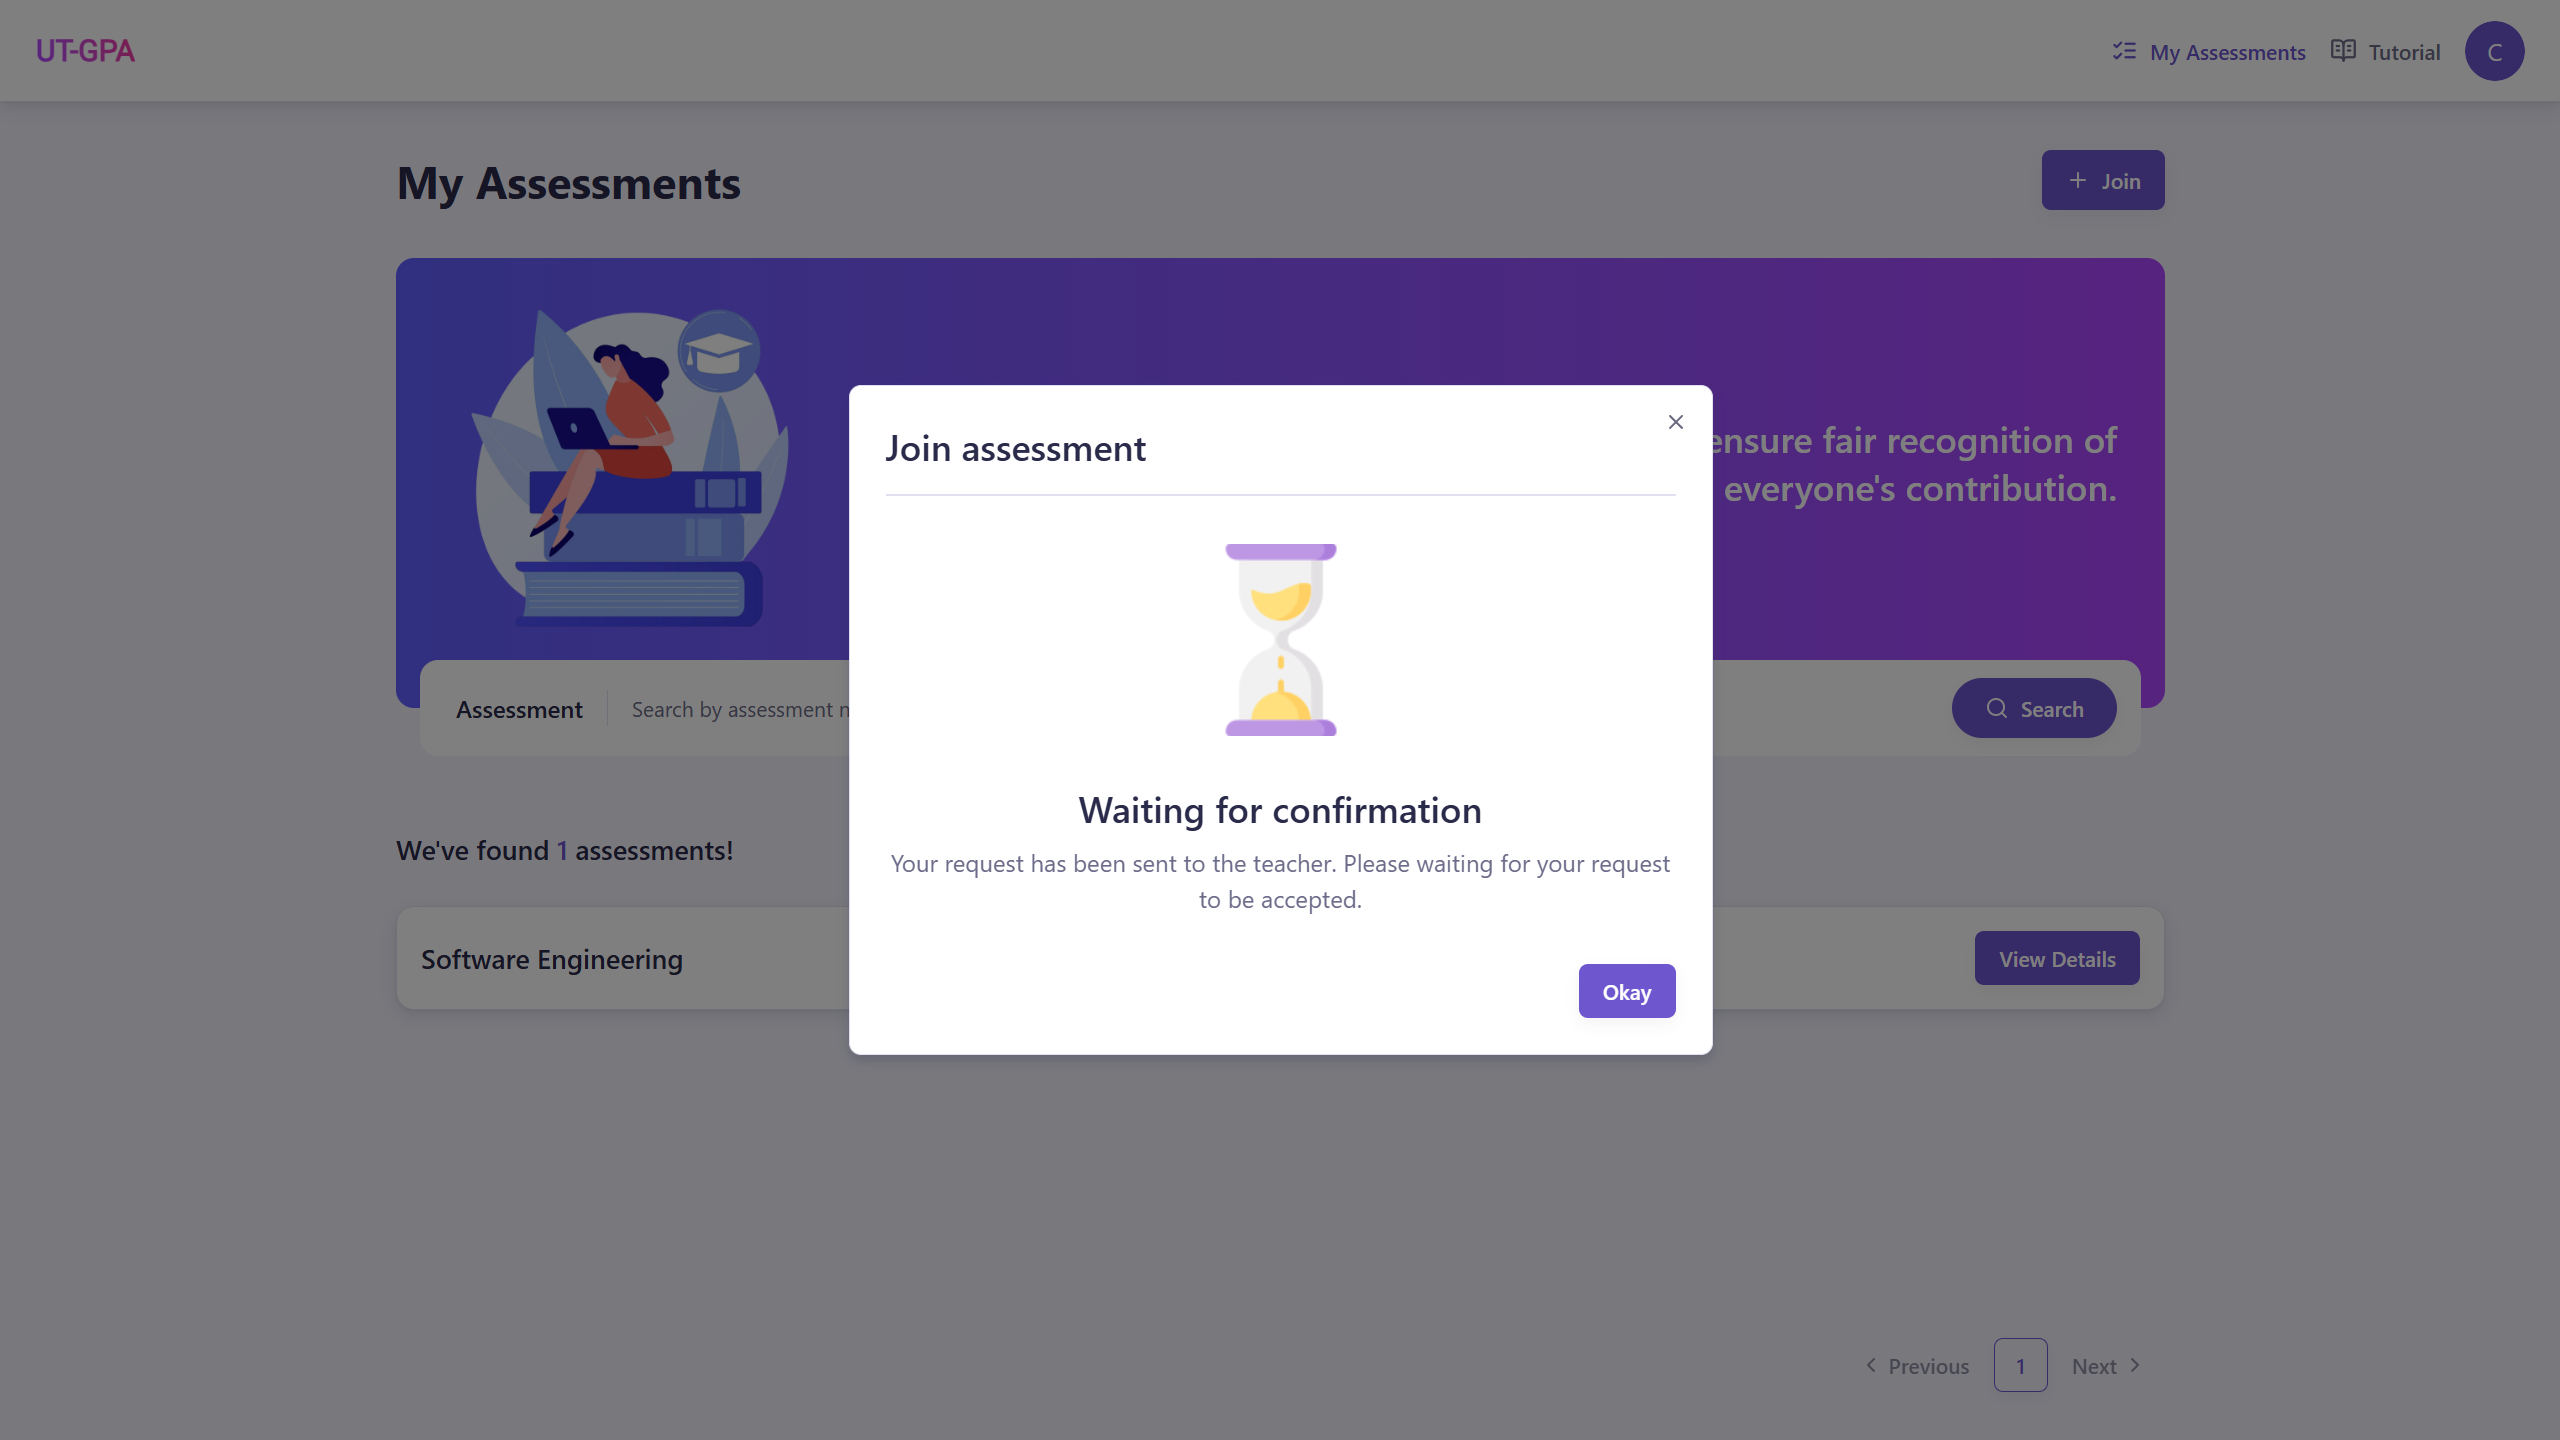 UT-GPA
My Assessments
Tutorial
C
My Assessments
Join
ensure fair recognition of
everyone's contribution.
Join assessment
Waiting for confirmation
Your request has been sent to the teacher. Please waiting for your request
to be accepted.
Okay
Assessment
Search by assessment n
Search
We've found 1 assessments!
Software Engineering
View Details
Previous
1
Next